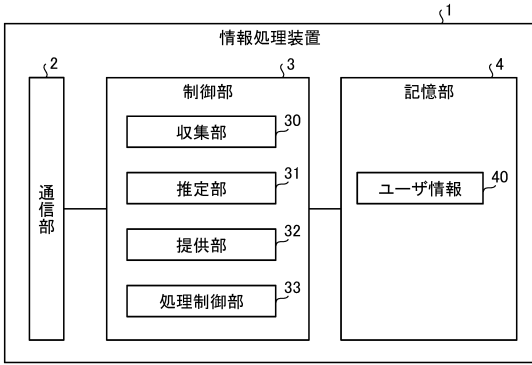 1
情報処理装置
2
通信部
3
制御部
収集部
30
推定部
31
提供部
32
処理制御部
33
4
記憶部
ユーザ情報
40